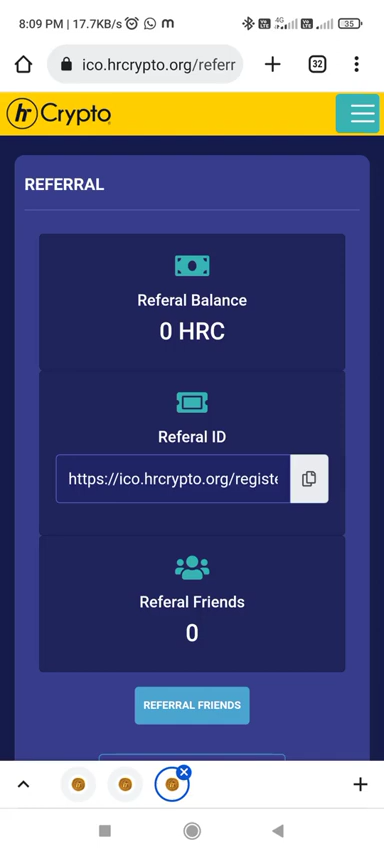 8:09 PM | 17.7KB/s m 4G 35
ico.hrcrypto.org/referr 32
hr Crypto
REFERRAL
Referal Balance
0 HRC
Referal ID
https://ico.hrcrypto.org/registe
Referal Friends
0
REFERRAL FRIENDS